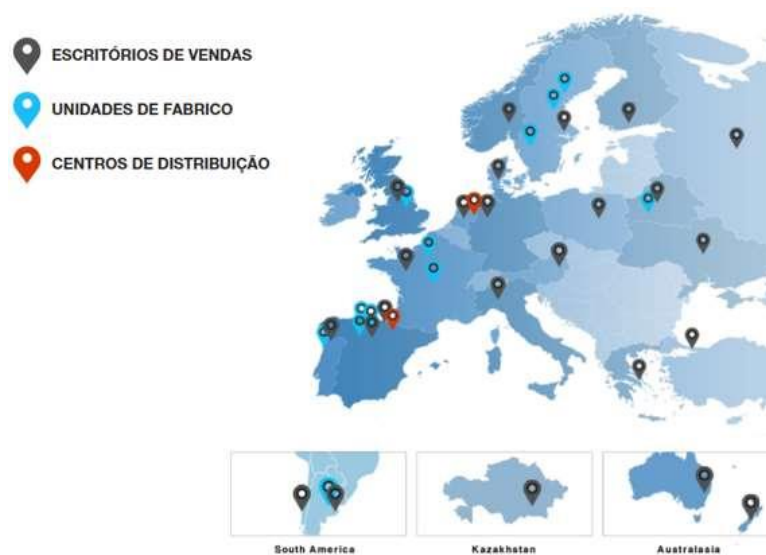 ESCRITÓRIOS DE VENDAS
UNIDADES DE FABRICO
CENTROS DE DISTRIBUIÇÃO
South America
Kazakhstan
Australasia